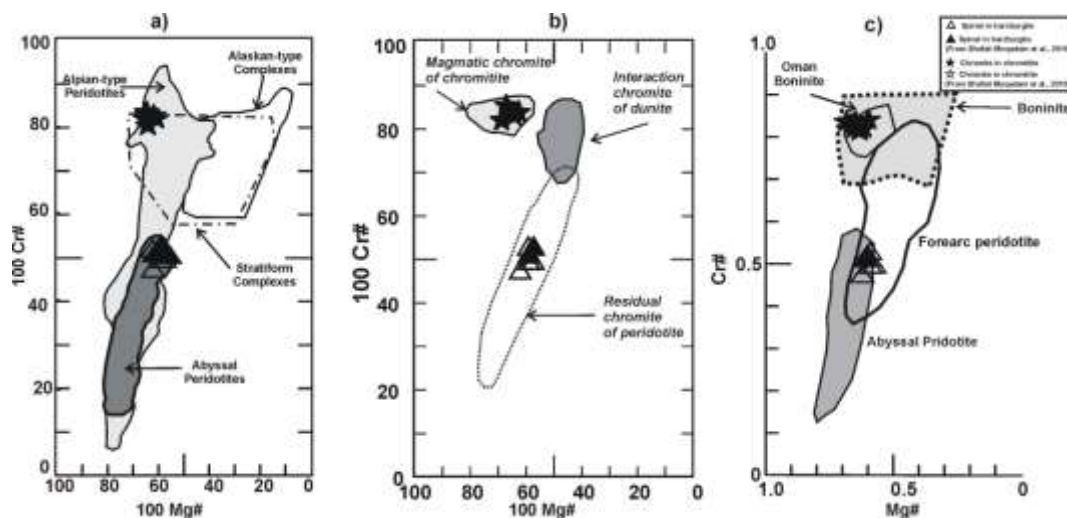 a)
100
80
60
40
20
0
100 Cr#
Alpian-type
Peridotites
Alaskan-type
Complexes
Stratiform
Complexes
Abyssal
Peridotites
100
80
60
40
20
0
100 Mg#
b)
100
80
60
40
20
0
100 Cr#
Magmatic chromite
of chromitite
Interaction
chromite
of dunite
Residual
chromite
of peridotite
100
80
60
40
20
0
100 Mg#
c)
1.0
0.5
0
Cr#
Oman
Boninite
Boninite
Forearc peridotite
Abyssal Pridotite
1.0
0.5
0
Mg#
Spinel in harzburgite
Spinel in harzburgite
Chromite in chromitite
Chromite in chromitite